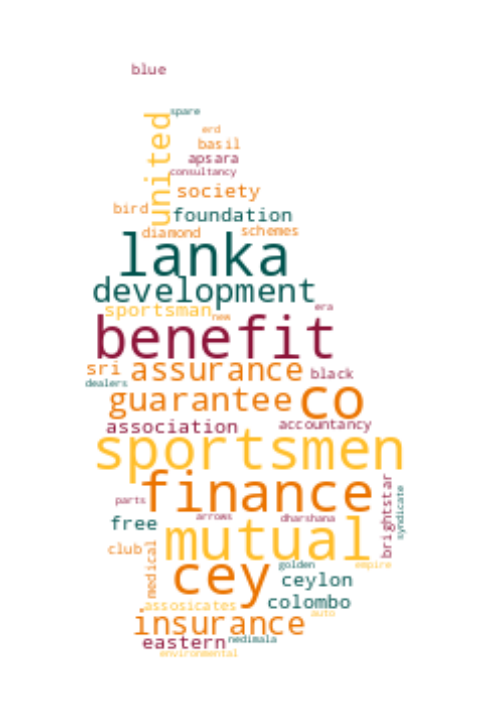 blue
spare
united
erd
basil
apsara
consultancy
society
bird
foundation
diamond
schemes
lanka
development
sportsman
era
new
benefit
sri
assurance
black
dealers
guarantee
co
association
accountancy
sportsmen
finance
brightstar
syndicate
parts
free
arrows
dharshana
mutual
club
medical
golden
empire
cey
ceylon
assosicates
colombo
auto
insurance
eastern
nedimala
environmental